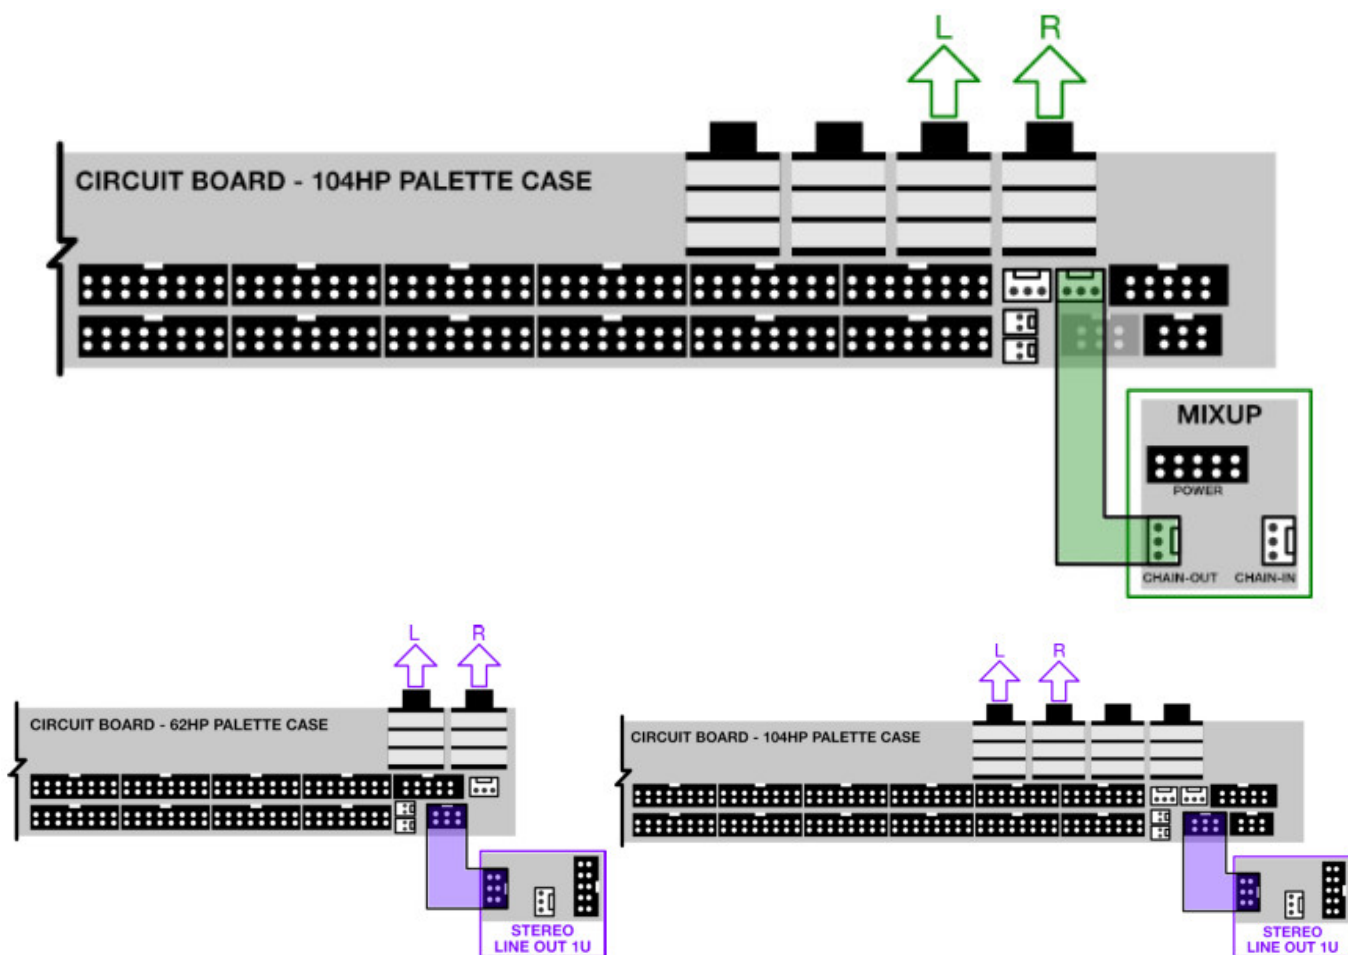 L R
CIRCUIT BOARD - 104HP PALETTE CASE
MIXUP
POWER
CHAIN-OUT CHAIN-IN
L R
CIRCUIT BOARD - 62HP PALETTE CASE
STEREO
LINE OUT 1U
L R
CIRCUIT BOARD - 104HP PALETTE CASE
STEREO
LINE OUT 1U